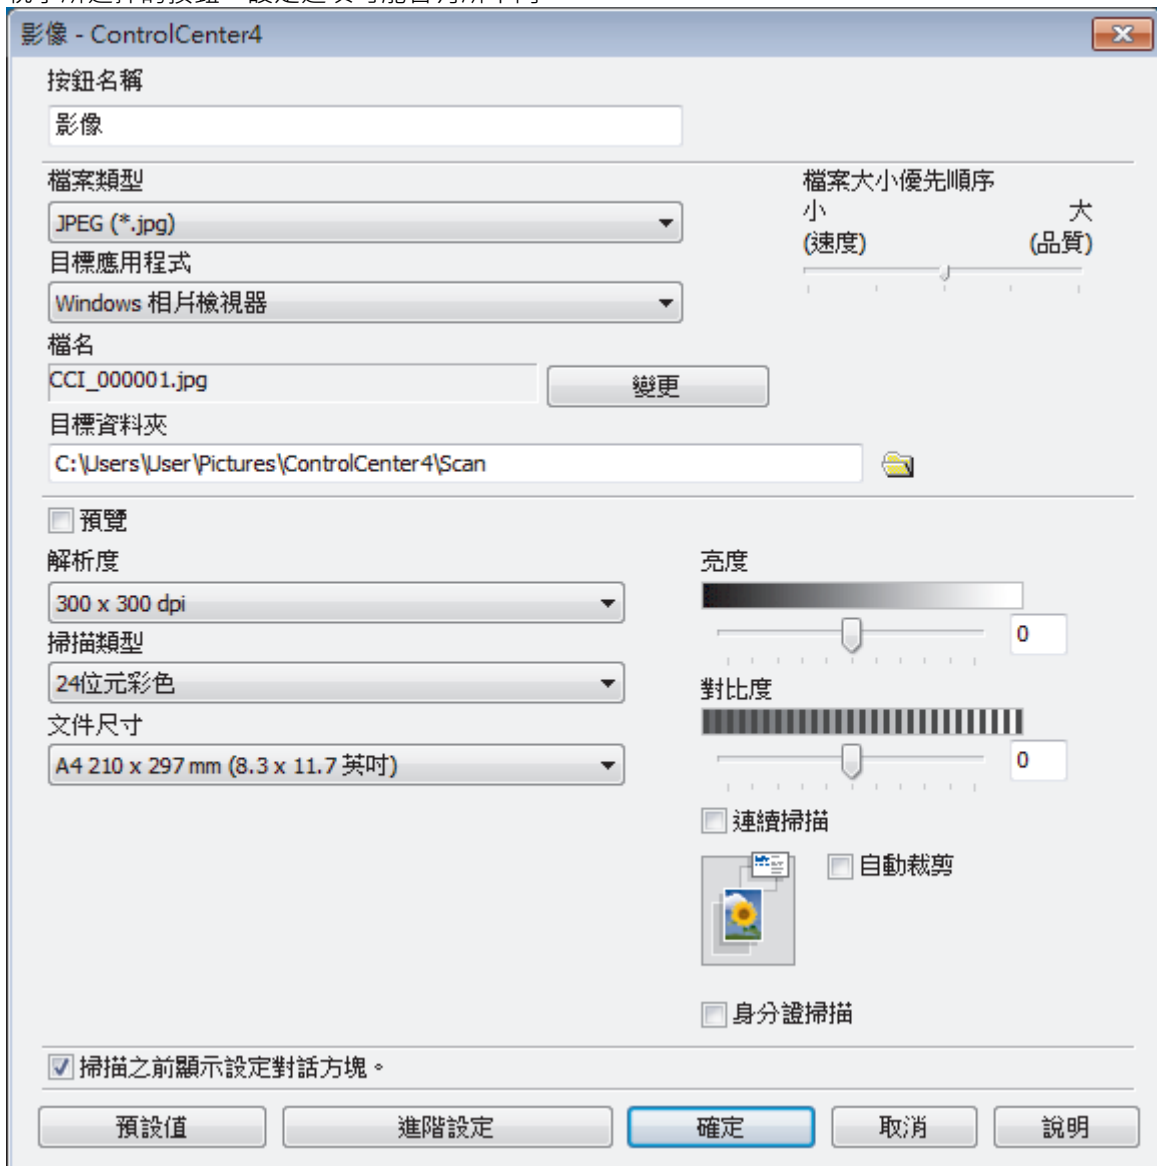 影像 - ControlCenter4
按鈕名稱
影像
檔案類型
JPEG (*.jpg)
檔案大小優先順序
小 大
(速度) (品質)
目標應用程式
Windows 相片檢視器
檔名
CCI_000001.jpg
變更
目標資料夾
C:\Users\User\Pictures\ControlCenter4\Scan
預覽
解析度
300 x 300 dpi
掃描類型
24位元彩色
文件尺寸
A4 210 x 297 mm (8.3 x 11.7 英吋)
亮度
0
對比度
0
連續掃描
自動裁剪
身分證掃描
掃描之前顯示設定對話方塊。
預設值 進階設定 確定 取消 說明